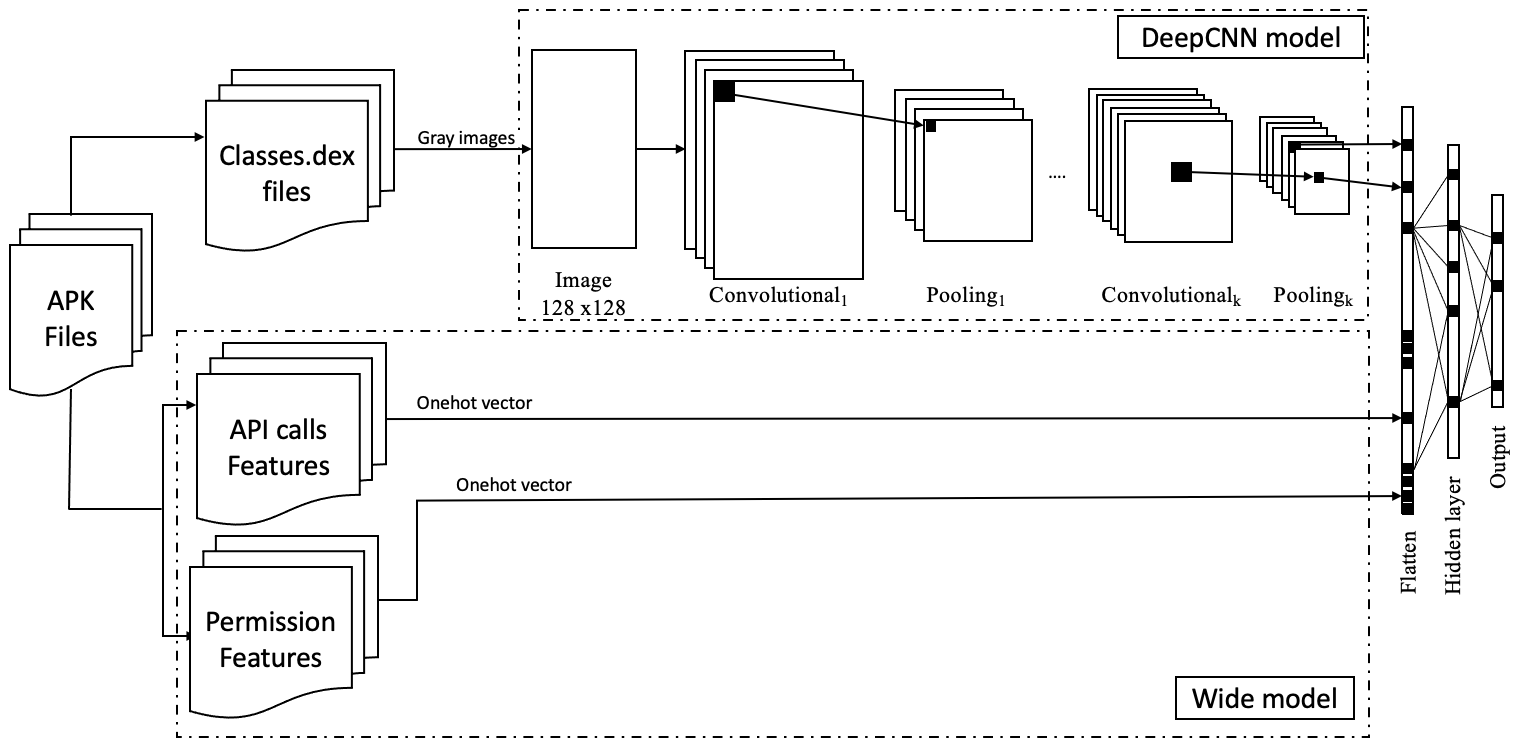 DeepCNN model
Classes.dex
files
Gray images
....
Image
128 x128
Convolutional₁
Pooling₁
Convolutionalₖ
Poolingₖ
APK
Files
API calls
Features
Onehot vector
Onehot vector
Permission
Features
Wide model
Flatten
Hidden layer
Output